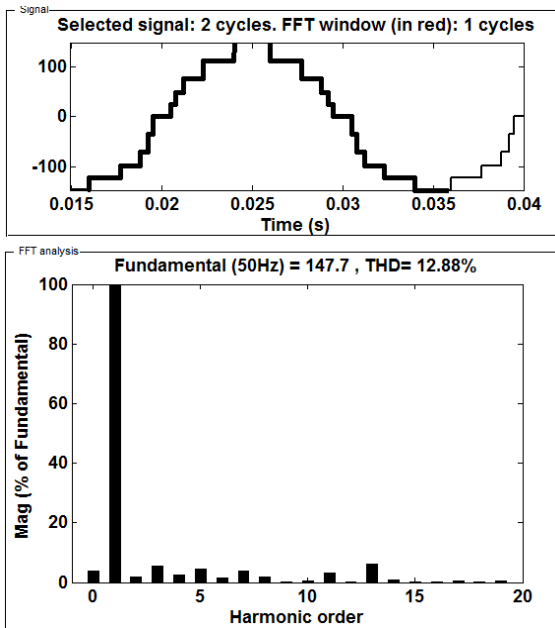 Signal
Selected signal: 2 cycles. FFT window (in red): 1 cycles
100
0
-100
0.015 0.02 0.025 0.03 0.035 0.04
Time (s)
FFT analysis
Fundamental (50Hz) = 147.7 , THD= 12.88%
100
80
60
40
20
0
Mag (% of Fundamental)
0 5 10 15 20
Harmonic order